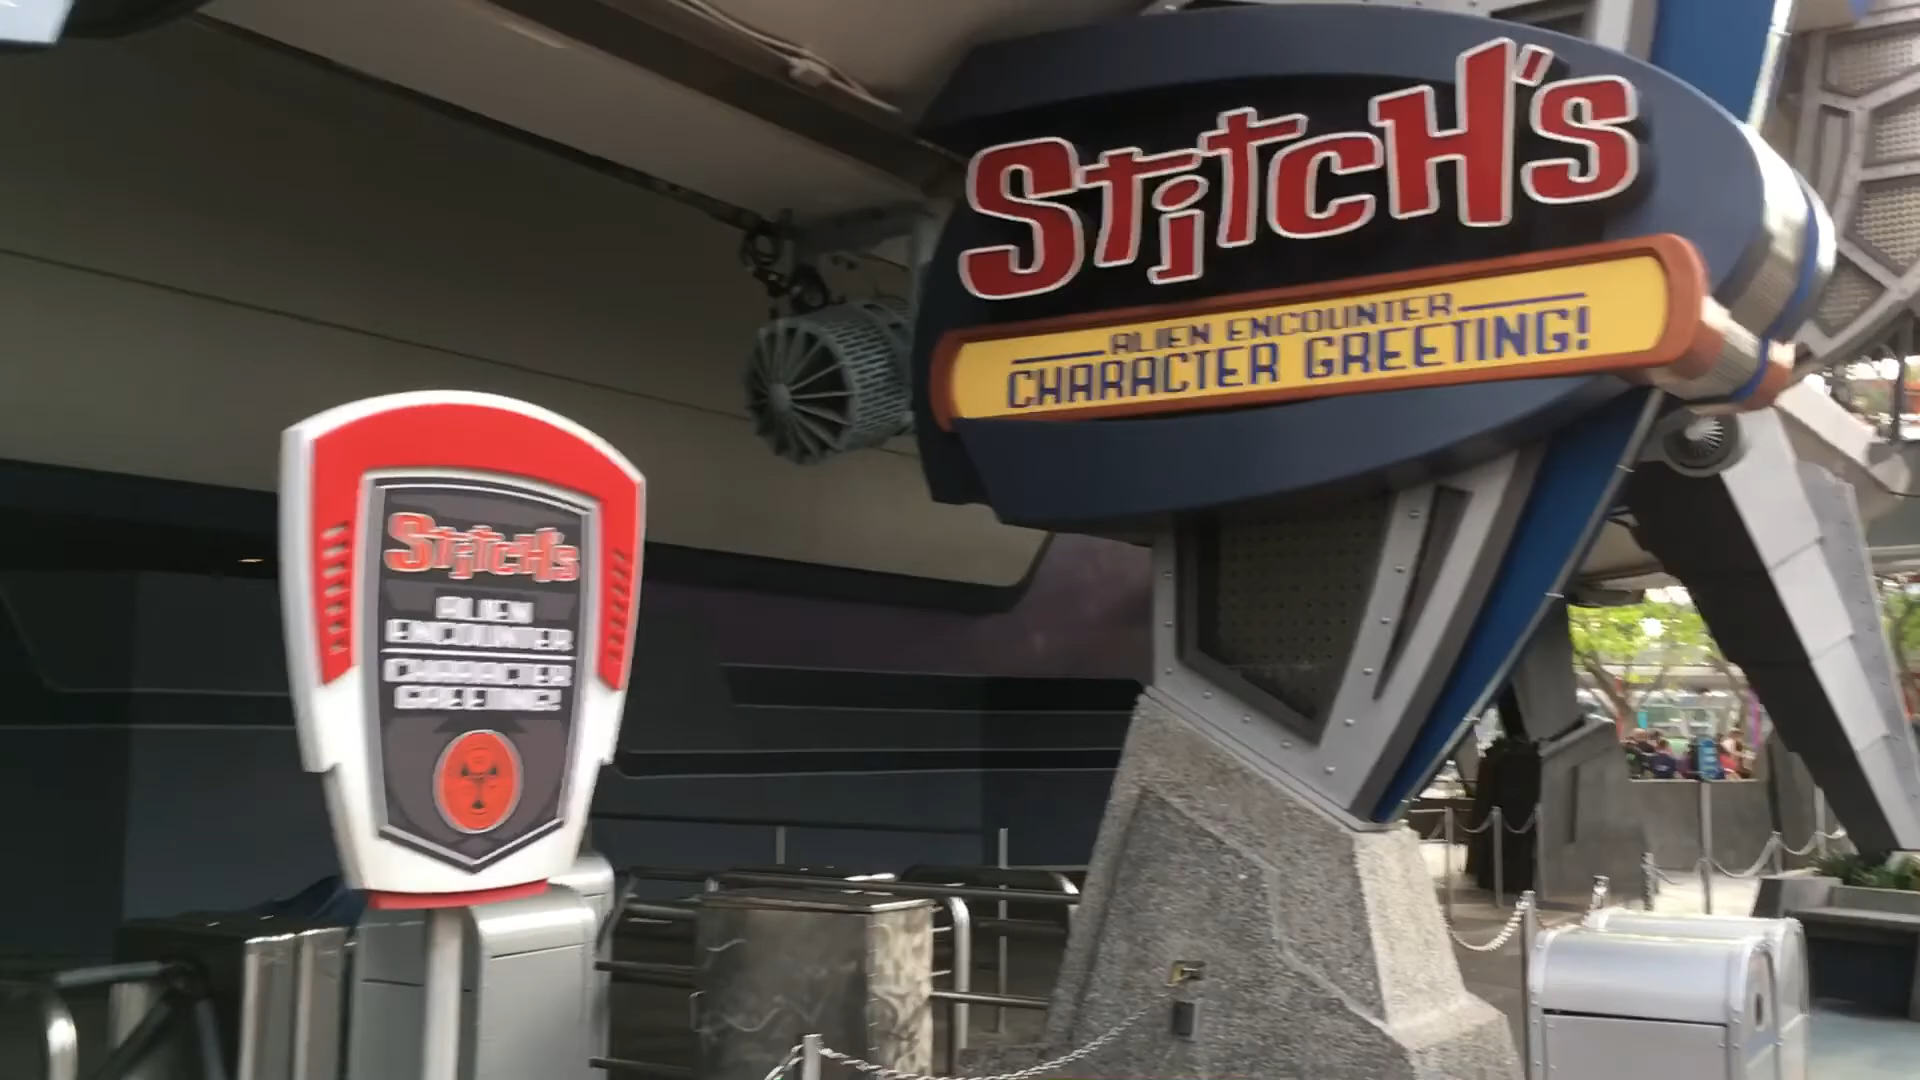 Stitch's
ALIEN ENCOUNTER
CHARACTER GREETING!
Stitch's
ALIEN
ENCOUNTER
CHARACTER
GREETING!